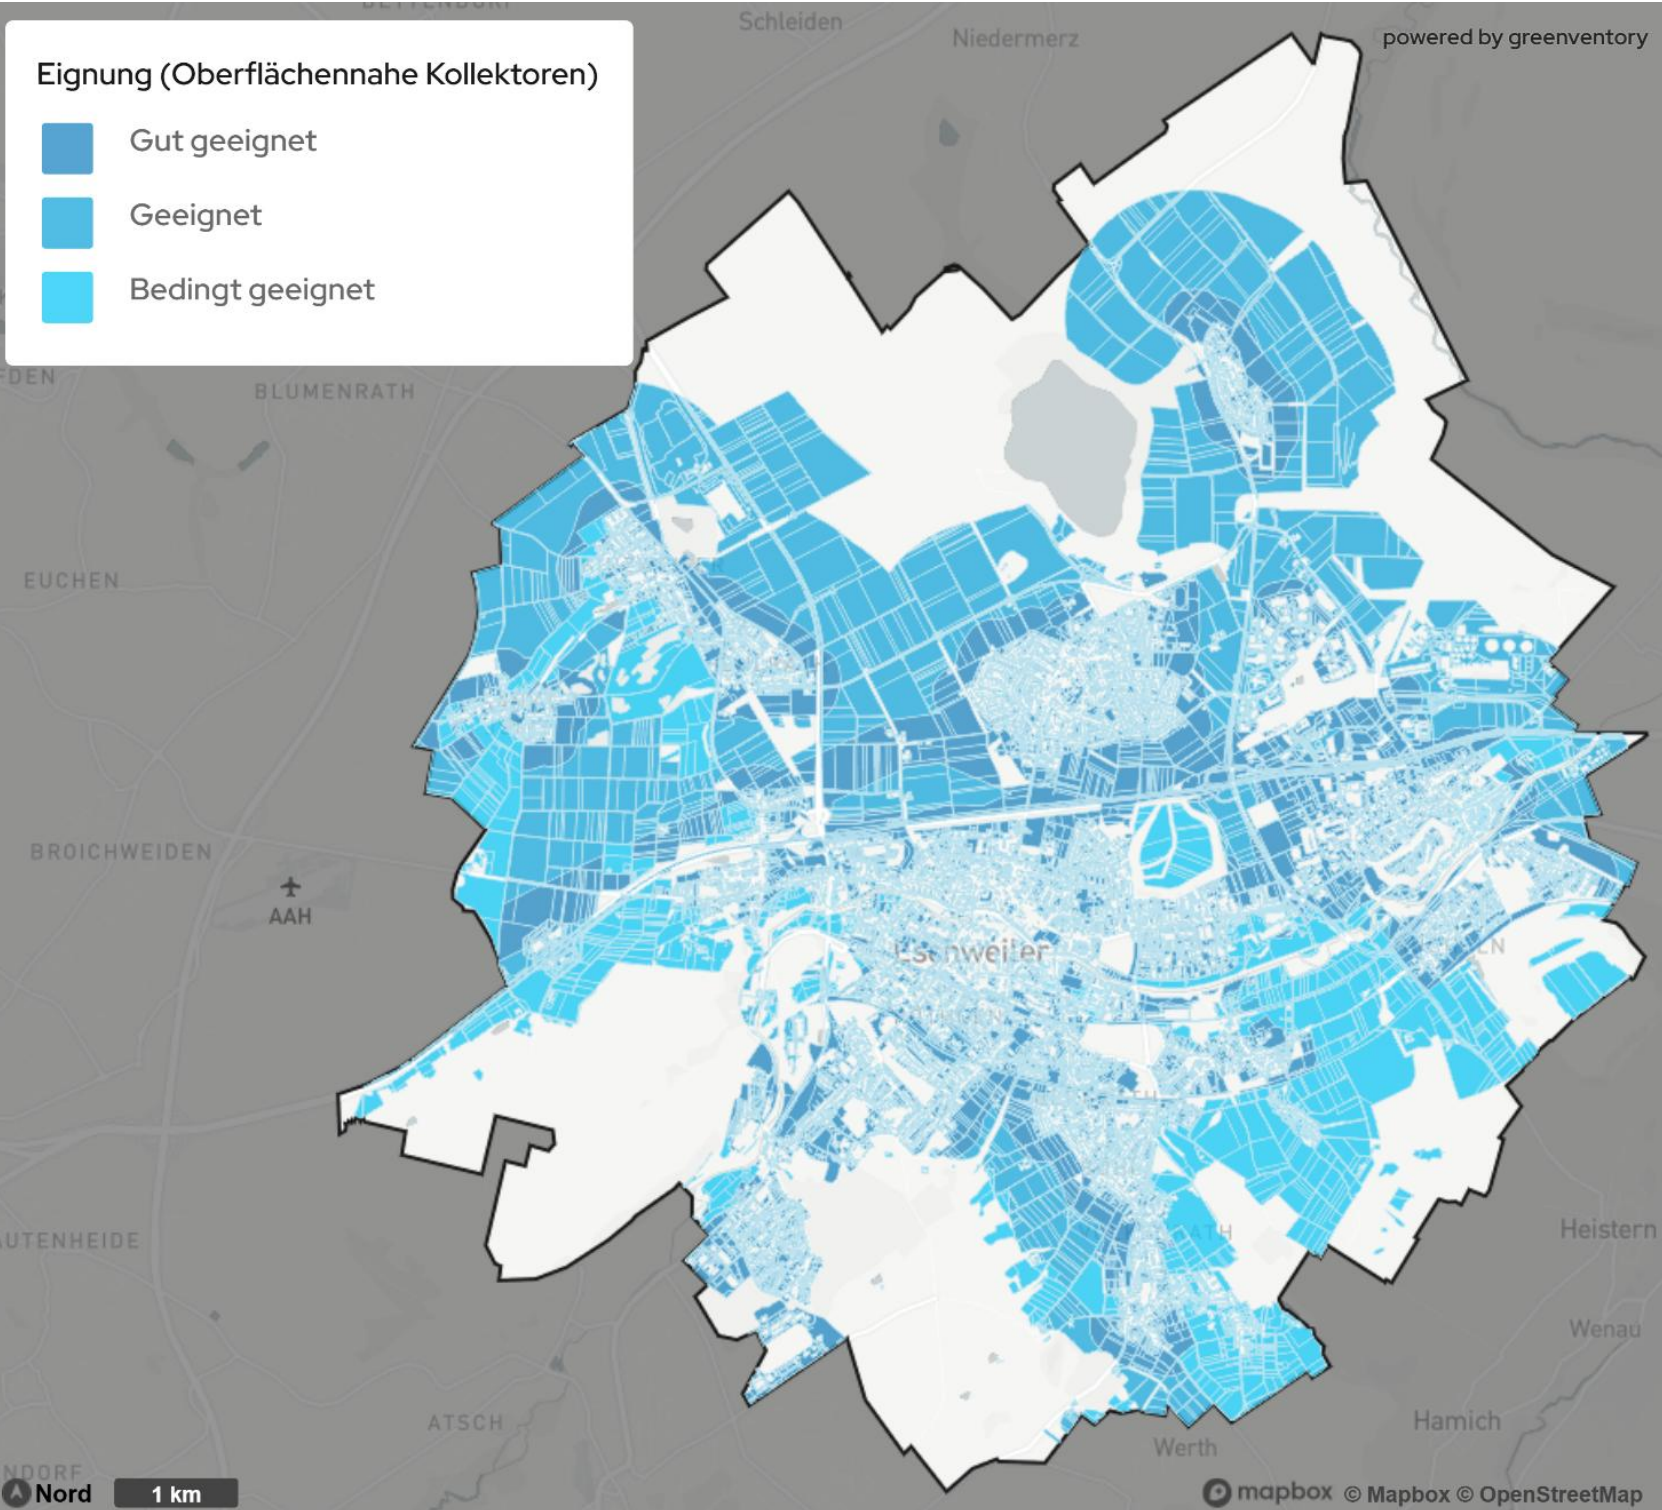 Schleiden
Niedermerz
powered by greenventory
Eignung (Oberflächennahe Kollektoren)
Gut geeignet
Geeignet
Bedingt geeignet
BLUMENRATH
EUCHEN
BROICHWEIDEN
AAH
Eschweiler
Heistern
Wenau
ATSCH
Hamich
Werth
Nord
1 km
mapbox © Mapbox © OpenStreetMap